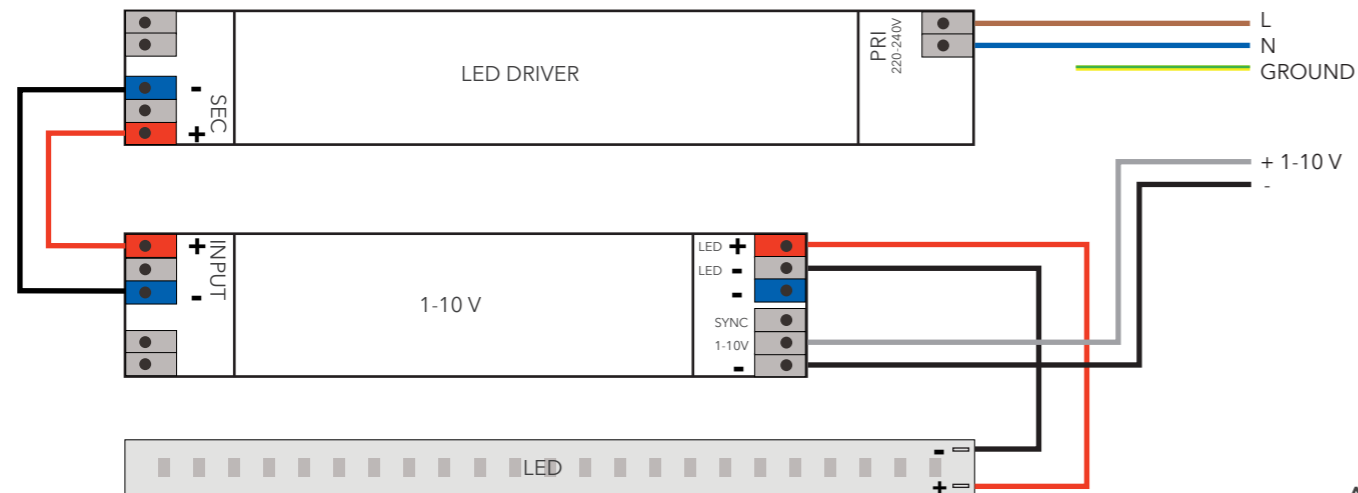 L
N
GROUND
PRI
220-240V
LED DRIVER
-
SEC
+
+ 1-10 V
-
+
INPUT
-
1-10 V
LED +
LED -
-
SYNC
1-10V
-
LED
-
+